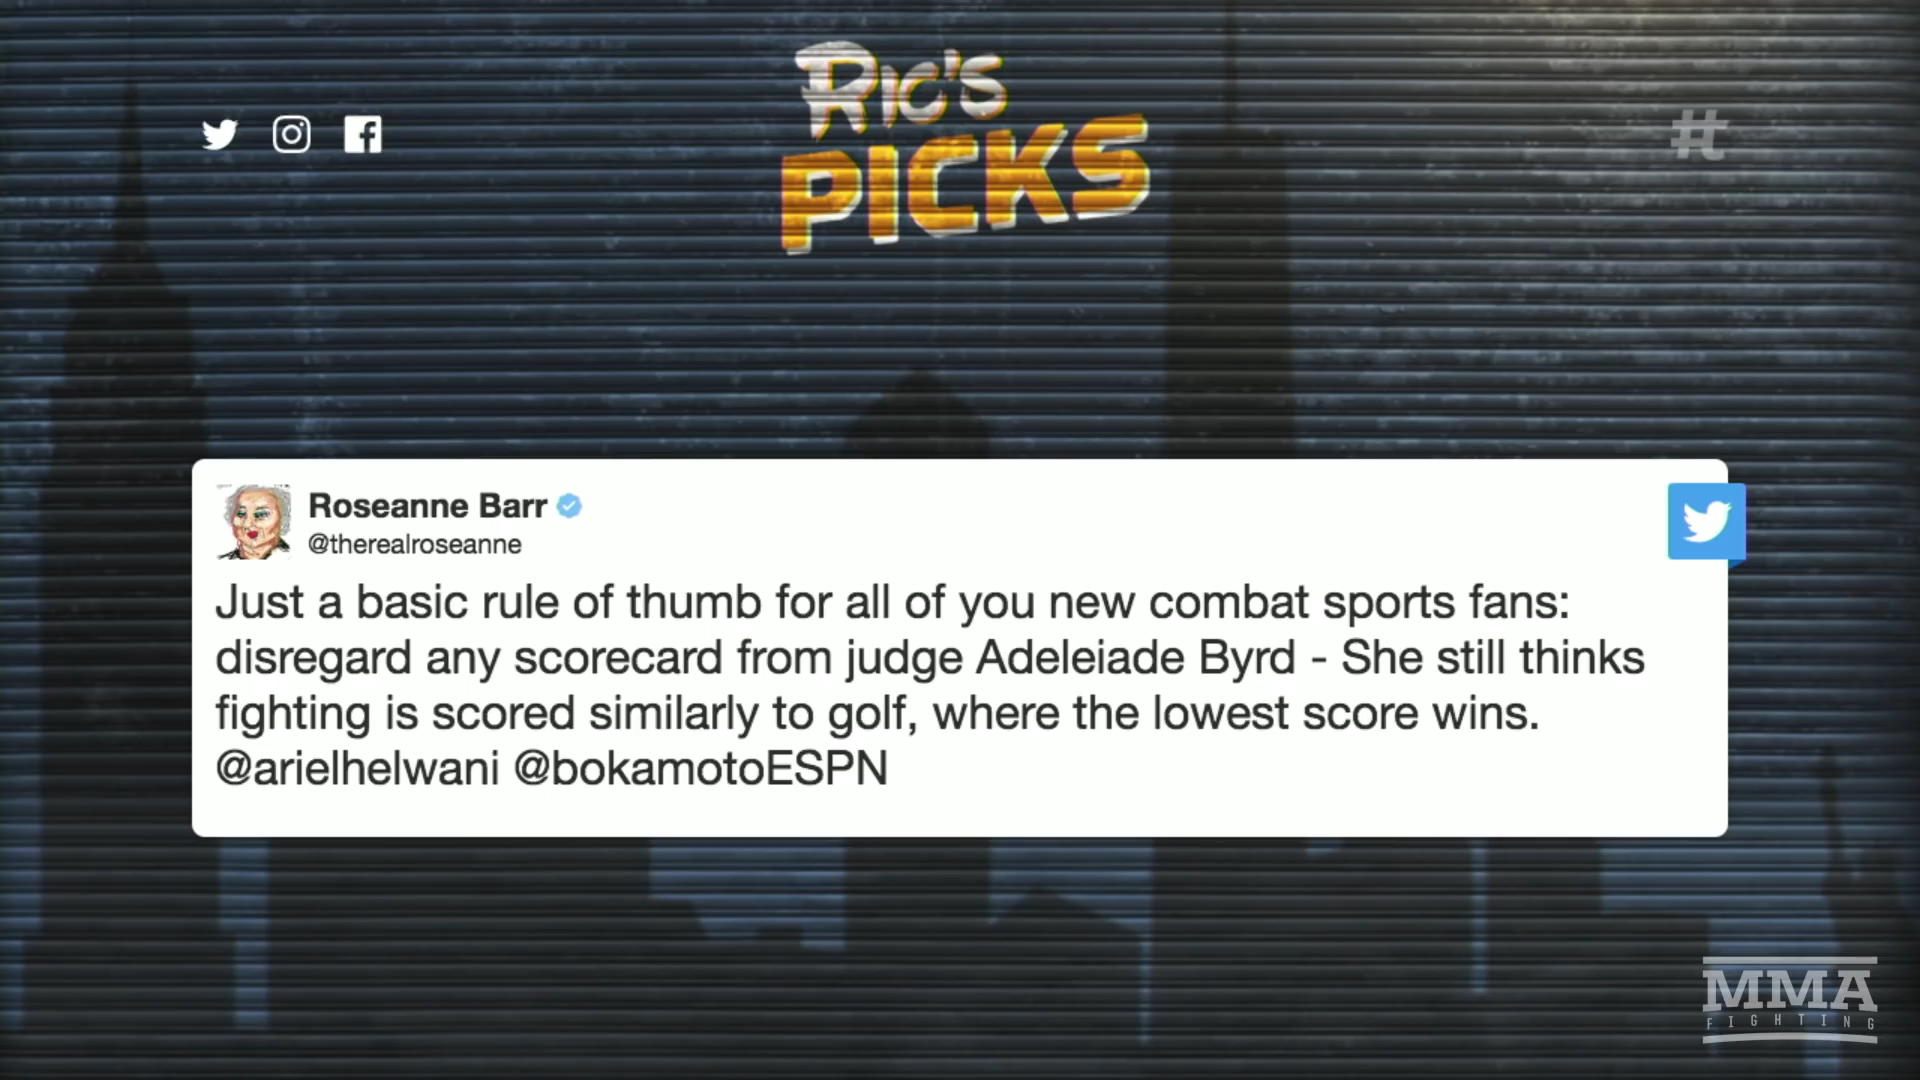 Ric's
PICKS
#
Roseanne Barr
@therealroseanne
Just a basic rule of thumb for all of you new combat sports fans:
disregard any scorecard from judge Adeleiade Byrd - She still thinks
fighting is scored similarly to golf, where the lowest score wins.
@arielhelwani @bokamotoESPN
MMA
FIGHTING